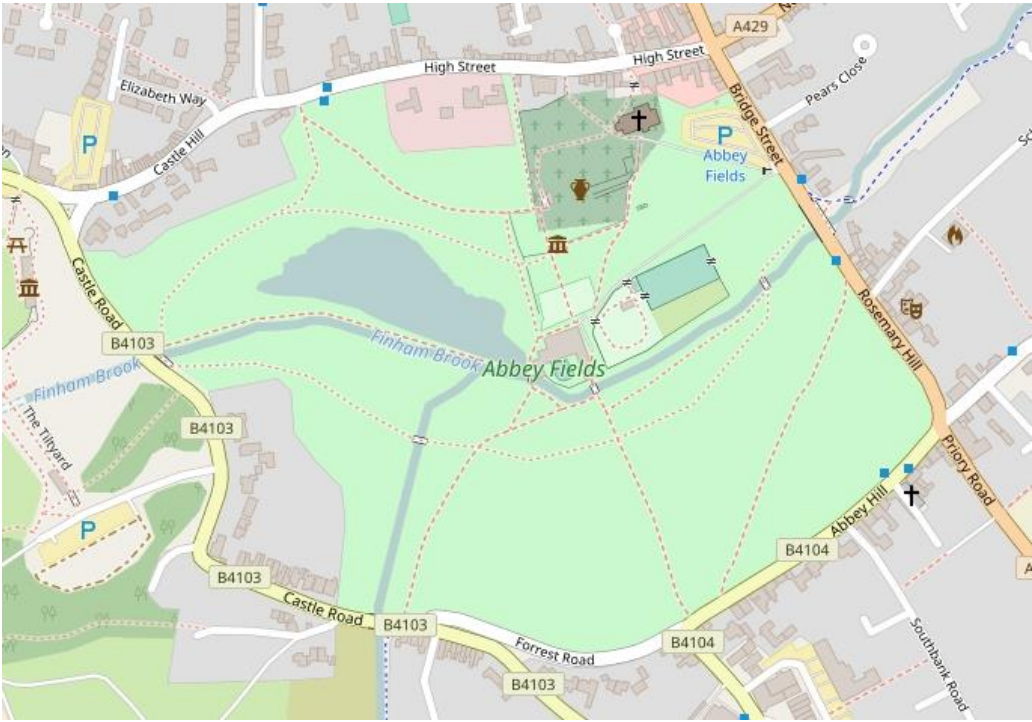 A429
High Street
High Street
Elizabeth Way
Pears Close
P
Castle Hill
Bridge Street
P
Abbey
Fields
Castle Road
Rosemary Hill
B4103
Finham Brook
Abbey Fields
Finham Brook
The Tiltyard
B4103
Priory Road
P
Abbey Hill
B4104
B4103
Castle Road
B4103
B4104
Forrest Road
Southbank Road
B4103